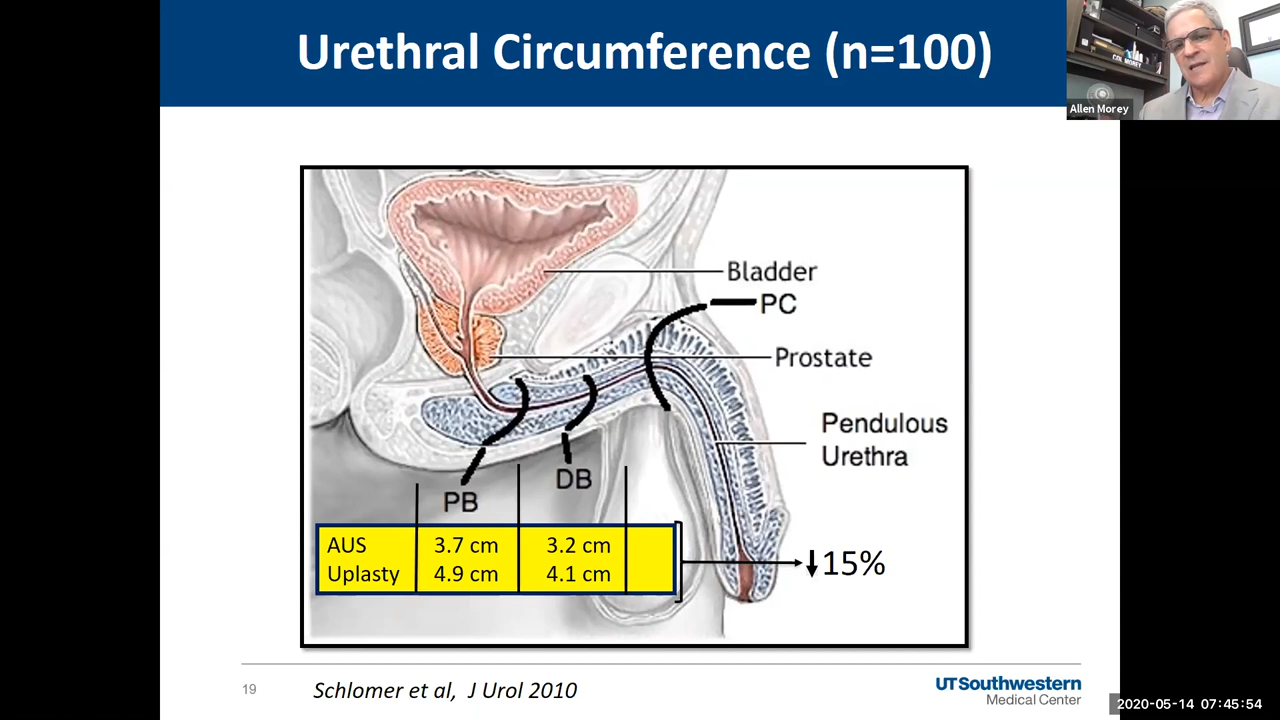 Urethral Circumference (n=100)
COL MOREY
Allen Morey
Bladder
PC
Prostate
Pendulous
Urethra
DB
PB
AUS 3.7 cm 3.2 cm
Uplasty 4.9 cm 4.1 cm
↓15%
19
Schlomer et al, J Urol 2010
UTSouthwestern
Medical Center
2020-05-14 07:45:54